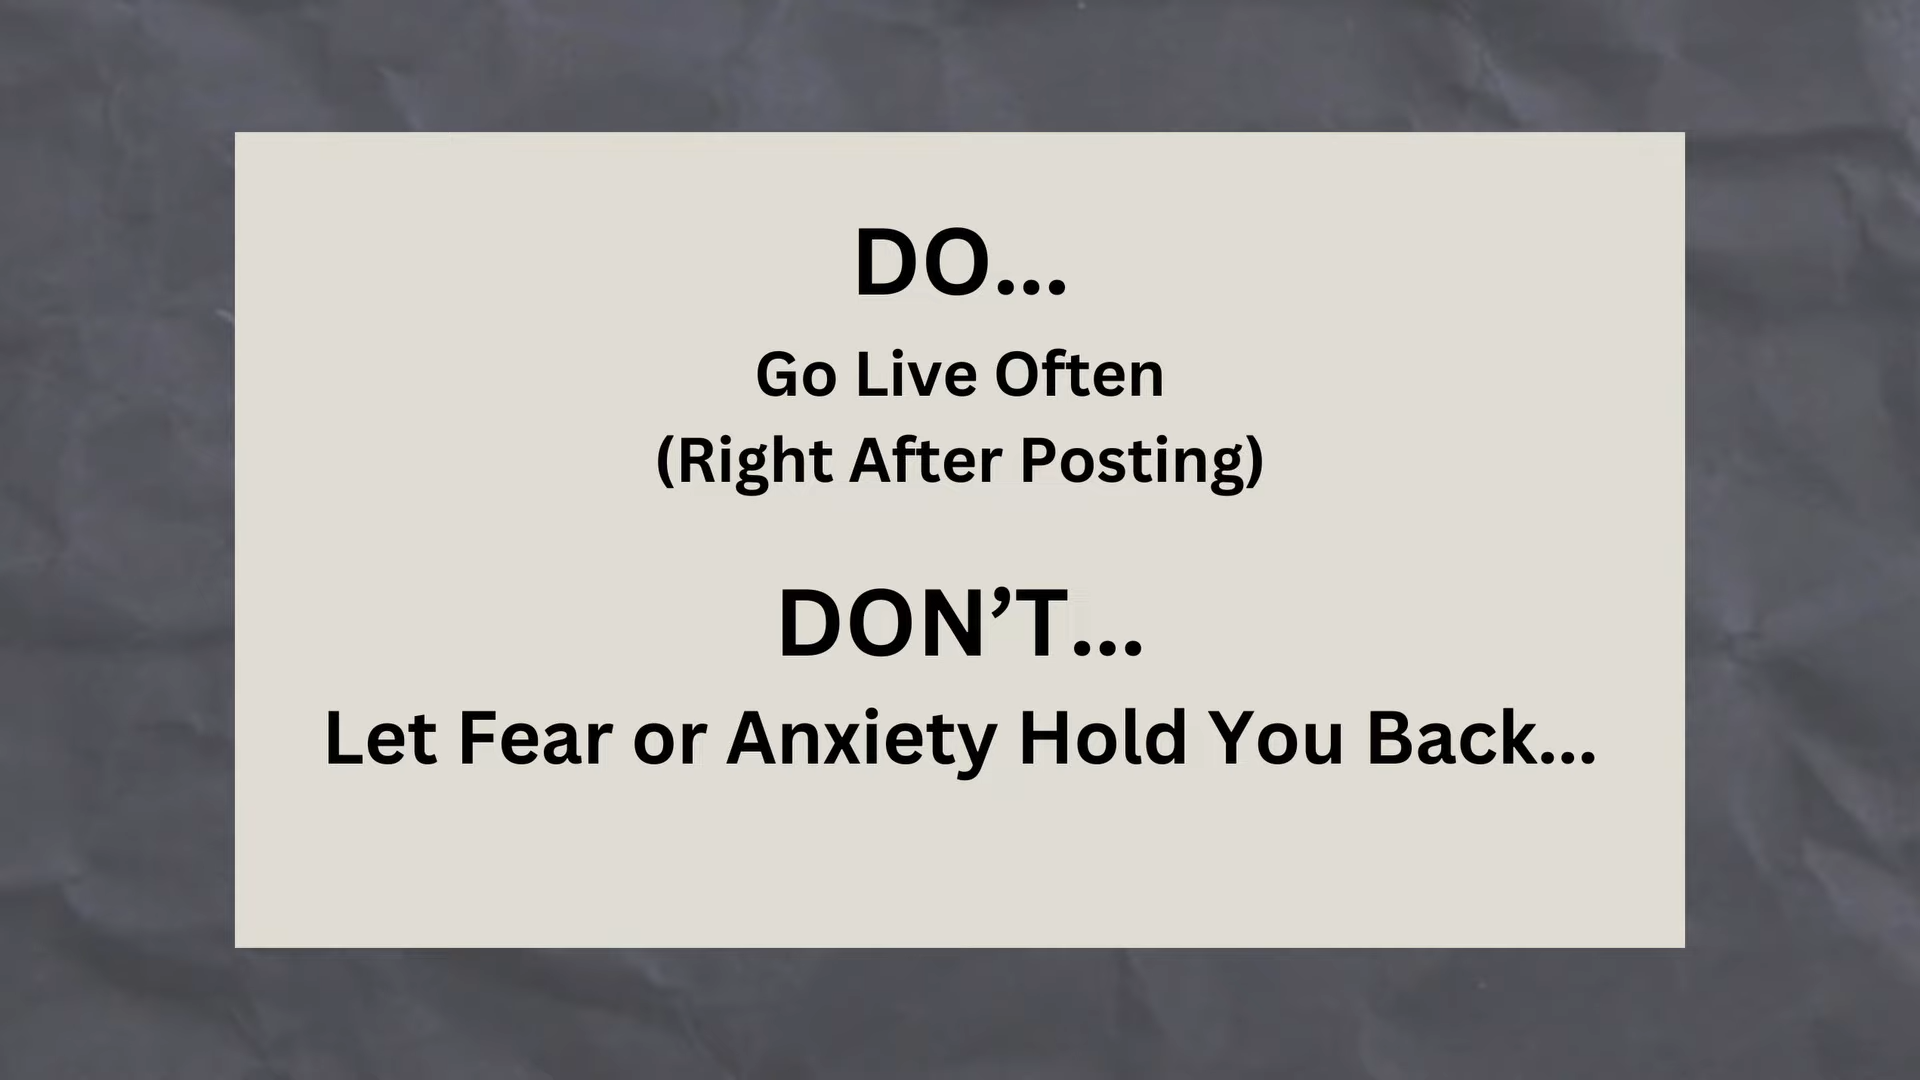 DO...
Go Live Often
(Right After Posting)
DON’T...
Let Fear or Anxiety Hold You Back...